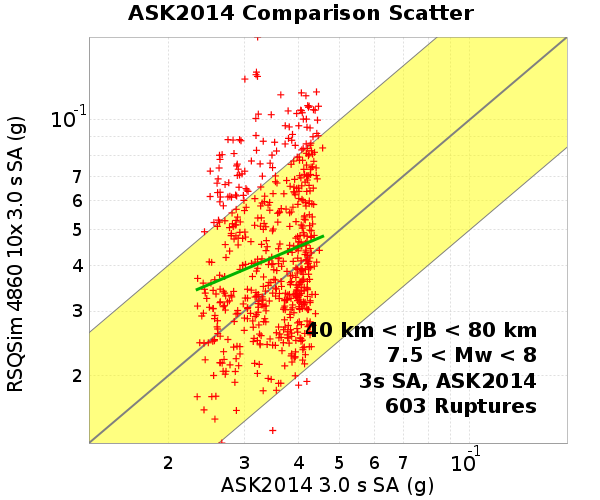 ASK2014 Comparison Scatter
RSQSim 4860 10x 3.0 s SA (g)
10-1
7
6
5
4
3
2
40 km < rJB < 80 km
7.5 < Mw < 8
3s SA, ASK2014
603 Ruptures
2 3 4 5 6 7 10-1
ASK2014 3.0 s SA (g)